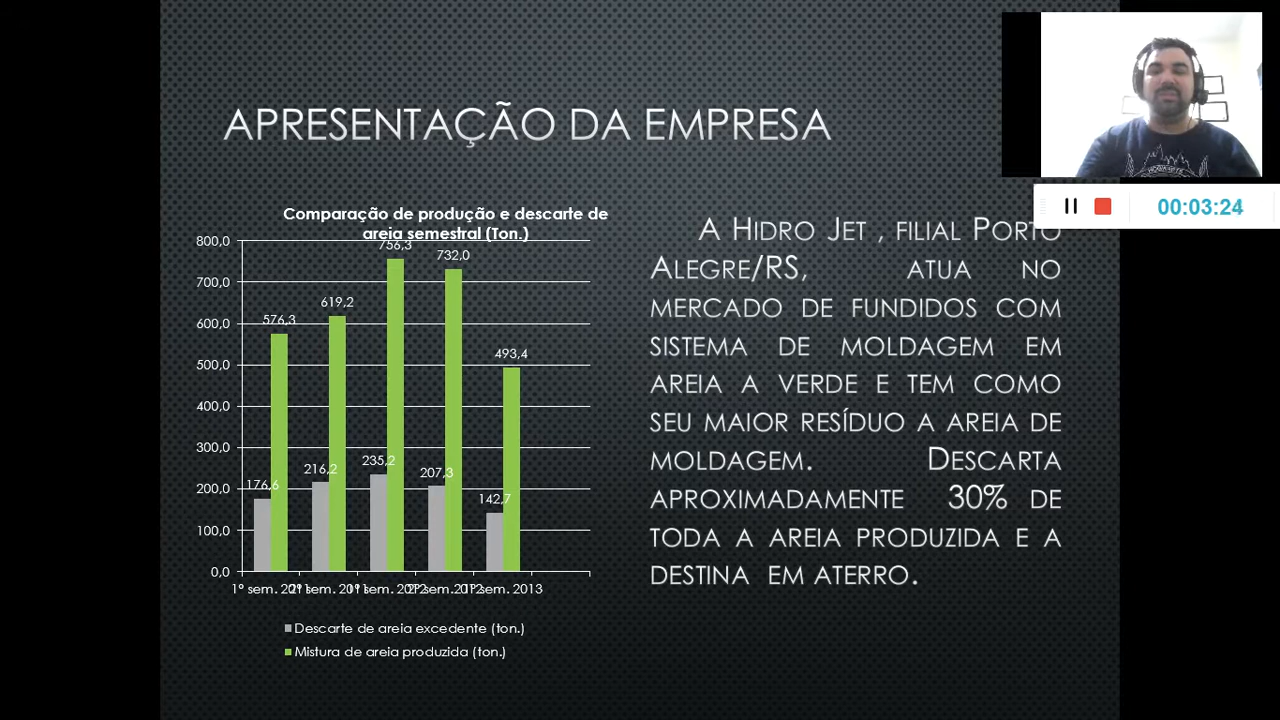 APRESENTAÇÃO DA EMPRESA
00:03:24
Comparação de produção e descarte de
areia semestral (Ton.)
800,0
700,0
600,0
500,0
400,0
300,0
200,0
100,0
0,0
576,3
619,2
756,3
732,0
493,4
176,6
216,2
235,2
207,3
142,7
1º sem. 2011
2º sem. 2011
1º sem. 2012
2º sem. 2012
1º sem. 2013
Descarte de areia excedente (ton.)
Mistura de areia produzida (ton.)
A HIDRO JET , FILIAL PORTO
ALEGRE/RS, ATUA NO
MERCADO DE FUNDIDOS COM
SISTEMA DE MOLDAGEM EM
AREIA A VERDE E TEM COMO
SEU MAIOR RESÍDUO A AREIA DE
MOLDAGEM. DESCARTA
APROXIMADAMENTE 30% DE
TODA A AREIA PRODUZIDA E A
DESTINA EM ATERRO.